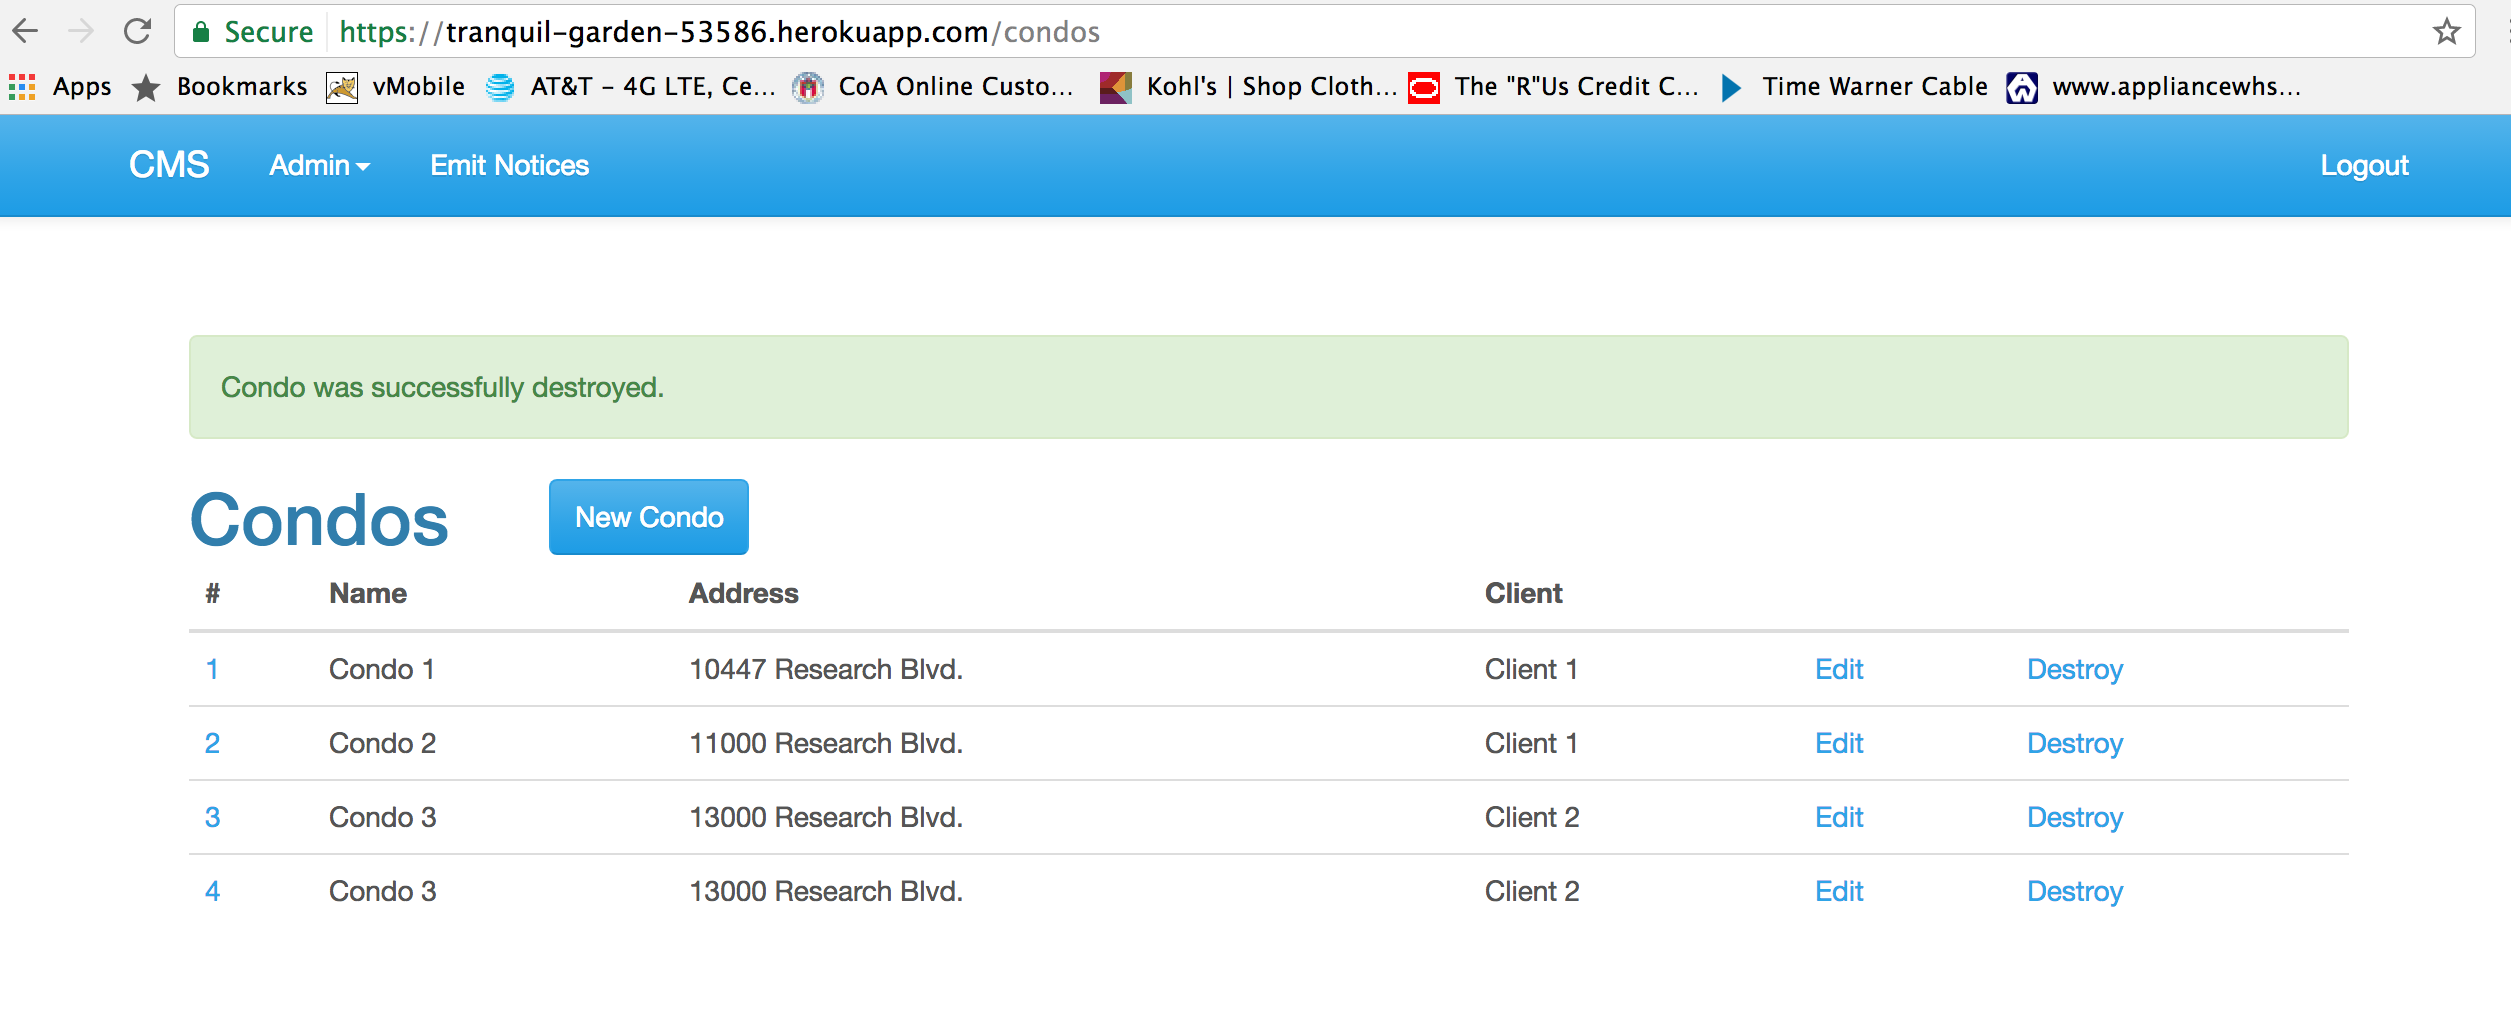 Secure https://tranquil-garden-53586.herokuapp.com/condos
Apps Bookmarks vMobile AT&T – 4G LTE, Ce... CoA Online Custo... Kohl's | Shop Cloth... The "R"Us Credit C... Time Warner Cable www.appliancewhs...
CMS Admin Emit Notices Logout
Condo was successfully destroyed.
Condos New Condo
# Name Address Client
1 Condo 1 10447 Research Blvd. Client 1 Edit Destroy
2 Condo 2 11000 Research Blvd. Client 1 Edit Destroy
3 Condo 3 13000 Research Blvd. Client 2 Edit Destroy
4 Condo 3 13000 Research Blvd. Client 2 Edit Destroy